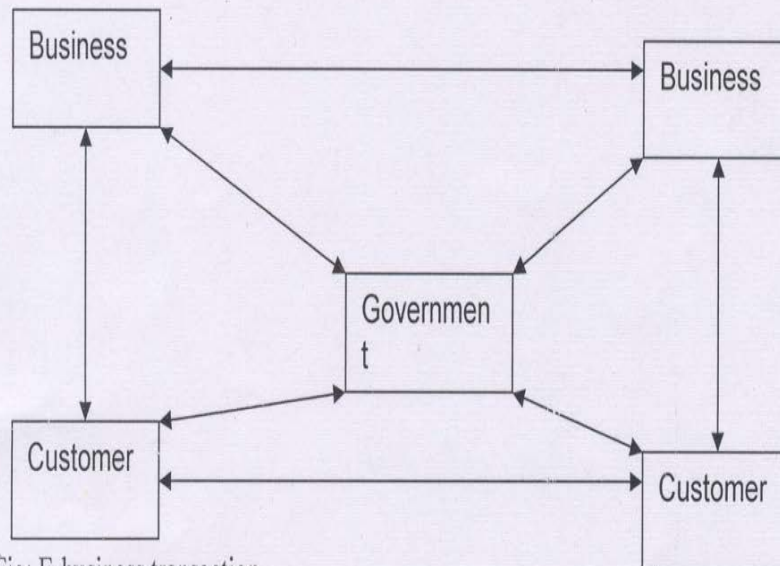 Business
Business
Governmen
t
Customer
Customer
Fig: E-business transaction